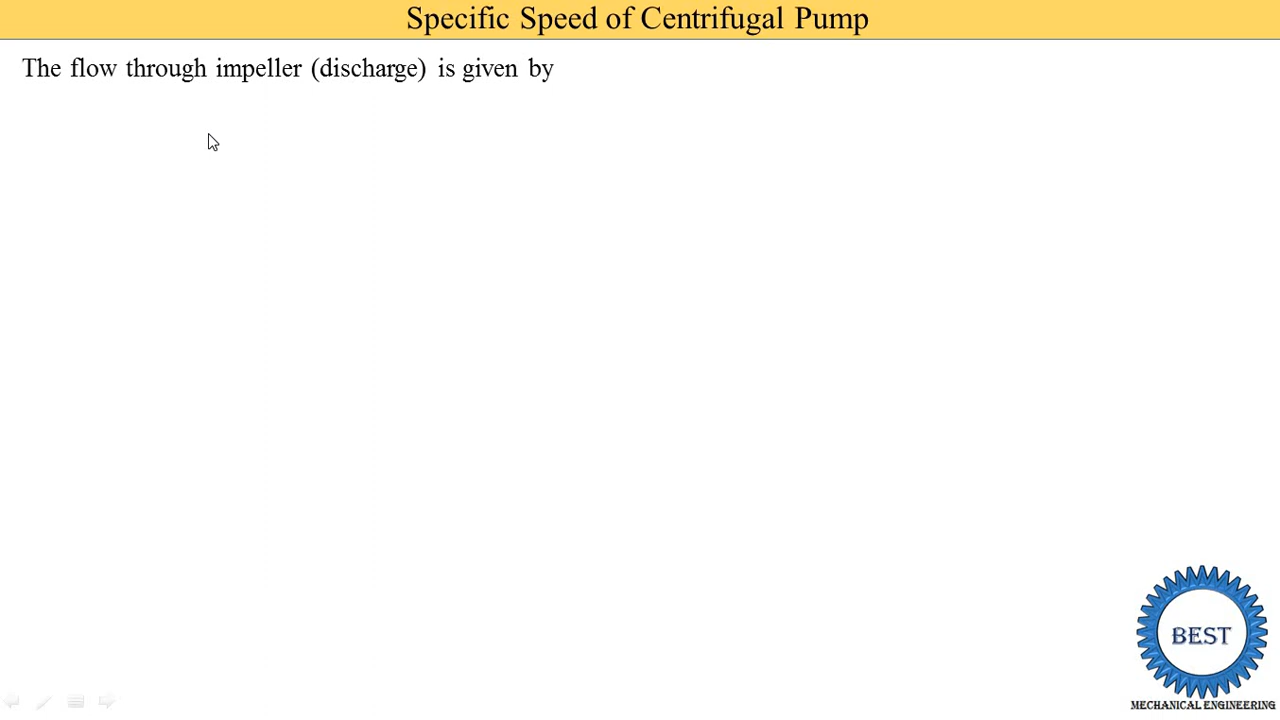 Specific Speed of Centrifugal Pump
The flow through impeller (discharge) is given by
BEST
MECHANICAL ENGINEERING